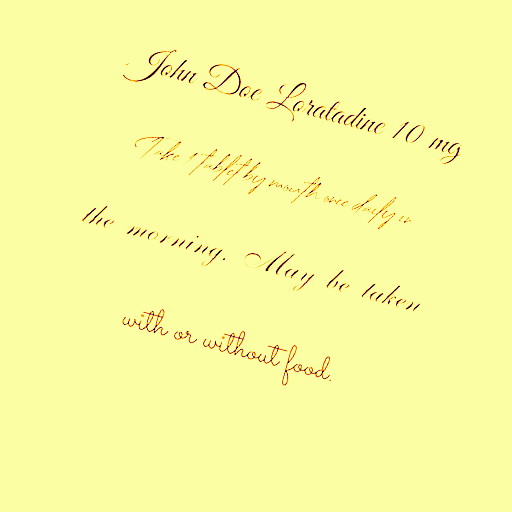 John Doe Loratadine 10 mg
Take 1 tablet by mouth once daily in
the morning. May be taken
with or without food.